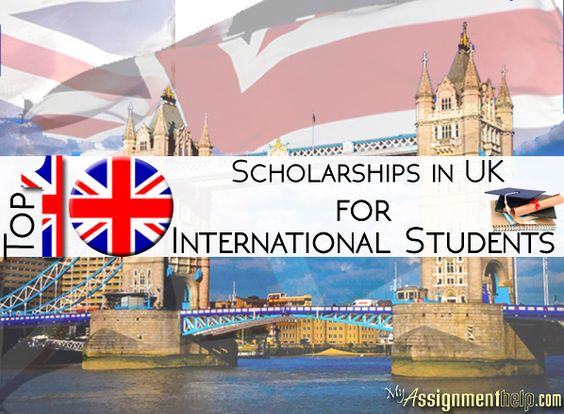 Top 10
Scholarships in UK
for
International Students
MyAssignmenthelp.com